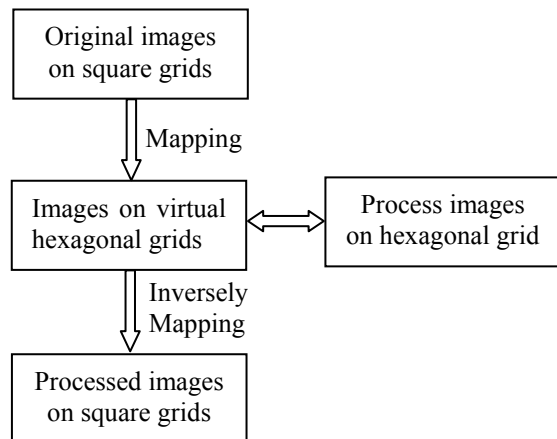 Original images
on square grids
Mapping
Images on virtual
hexagonal grids
Process images
on hexagonal grid
Inversely
Mapping
Processed images
on square grids